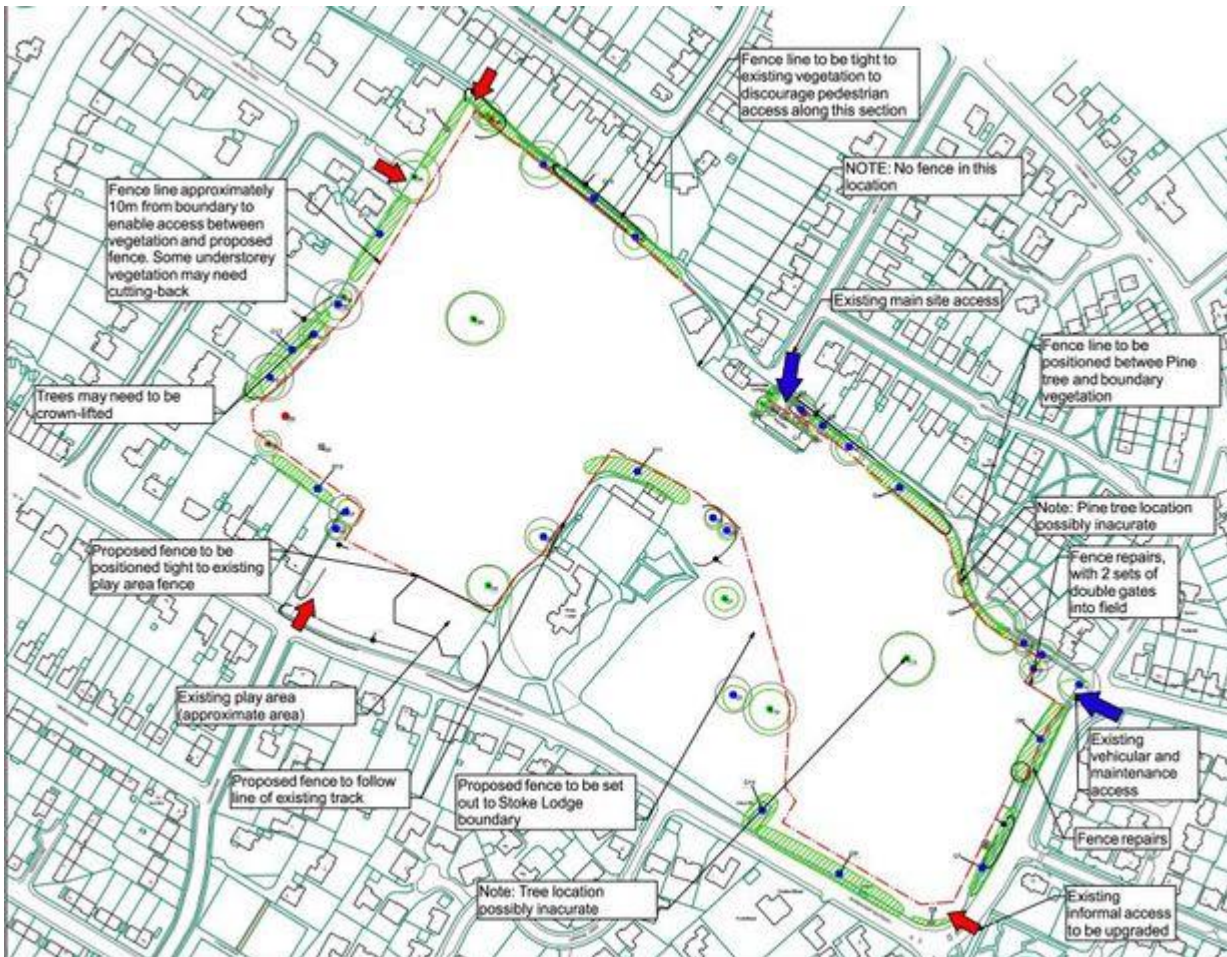 Fence line to be tight to
existing vegetation to
discourage pedestrian
access along this section
NOTE: No fence in this
location
Fence line approximately
10m from boundary to
enable access between
vegetation and proposed
fence. Some understorey
vegetation may need
cutting-back
Existing main site access
Fence line to be
positioned betwee Pine
tree and boundary
vegetation
Trees may need to be
crown-lifted
Note: Pine tree location
possibly inacurate
Proposed fence to be
positioned tight to existing
play area fence
Fence repairs,
with 2 sets of
double gates
into field
Existing play area
(approximate area)
Existing
vehicular and
maintenance
access
Proposed fence to follow
line of existing track
Proposed fence to be set
out to Stoke Lodge
boundary
Fence repairs
Note: Tree location
possibly inacurate
Existing
informal access
to be upgraded